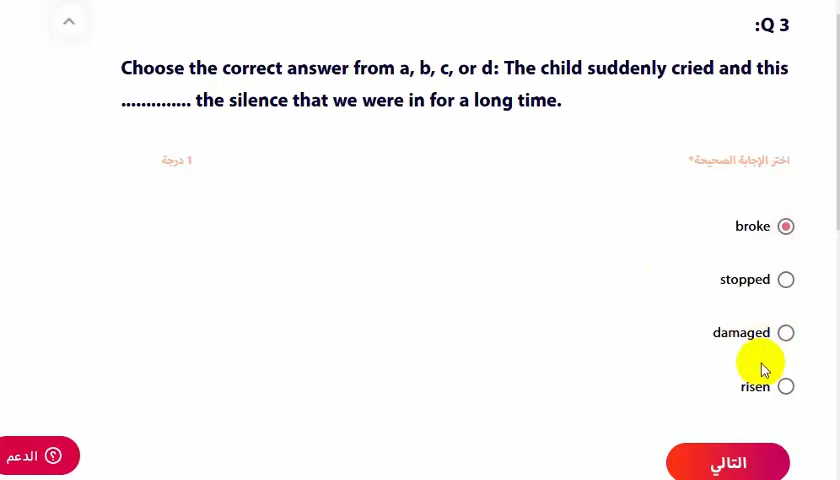 :Q 3
Choose the correct answer from a, b, c, or d: The child suddenly cried and this
.............. the silence that we were in for a long time.
اختر الإجابة الصحيحة*
1 درجة
broke
stopped
damaged
risen
الدعم
التالي